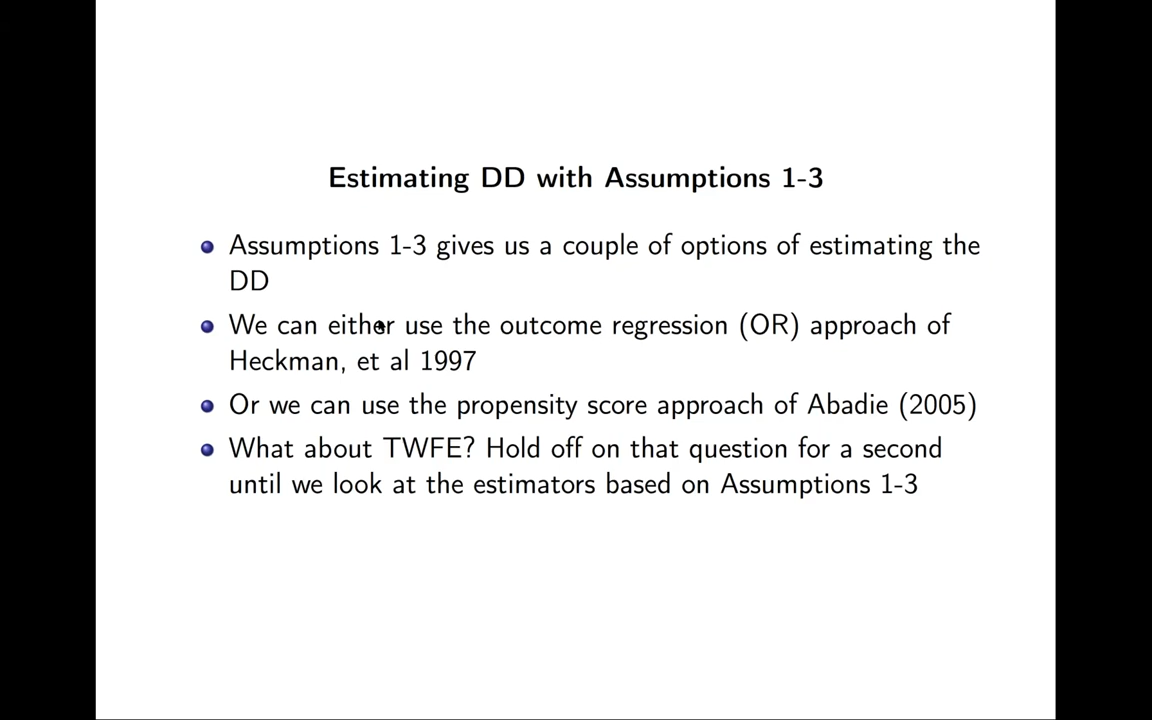 Estimating DD with Assumptions 1-3
Assumptions 1-3 gives us a couple of options of estimating the
DD
We can either use the outcome regression (OR) approach of
Heckman, et al 1997
Or we can use the propensity score approach of Abadie (2005)
What about TWFE? Hold off on that question for a second
until we look at the estimators based on Assumptions 1-3